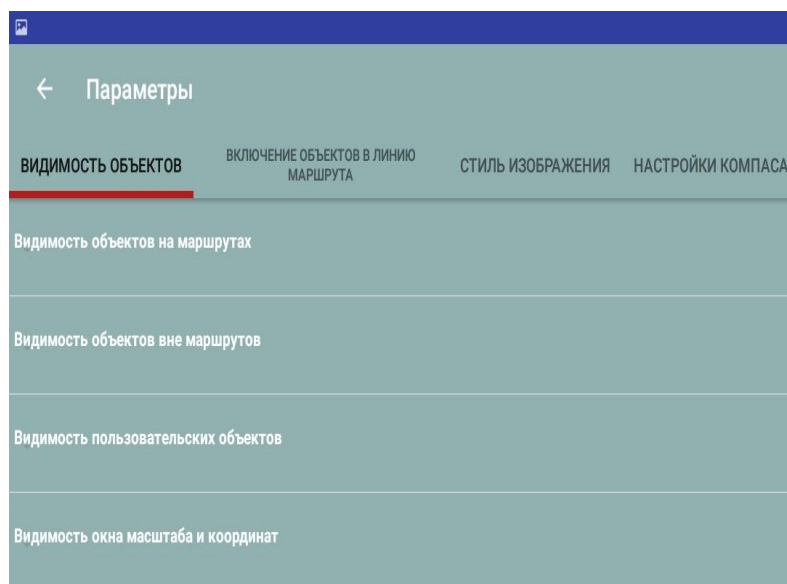 Параметры
ВИДИМОСТЬ ОБЪЕКТОВ
ВКЛЮЧЕНИЕ ОБЪЕКТОВ В ЛИНИЮ
МАРШРУТА
СТИЛЬ ИЗОБРАЖЕНИЯ
НАСТРОЙКИ КОМПАСА
Видимость объектов на маршрутах
Видимость объектов вне маршрутов
Видимость пользовательских объектов
Видимость окна масштаба и координат